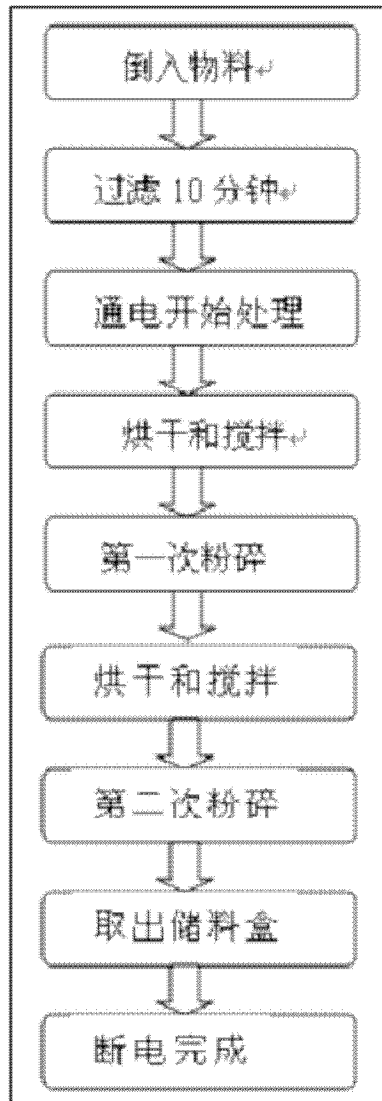 倒入物料
过滤10分钟
通电开始处理
烘干和搅拌
第一次粉碎
烘干和搅拌
第二次粉碎
取出储料盒
断电完成